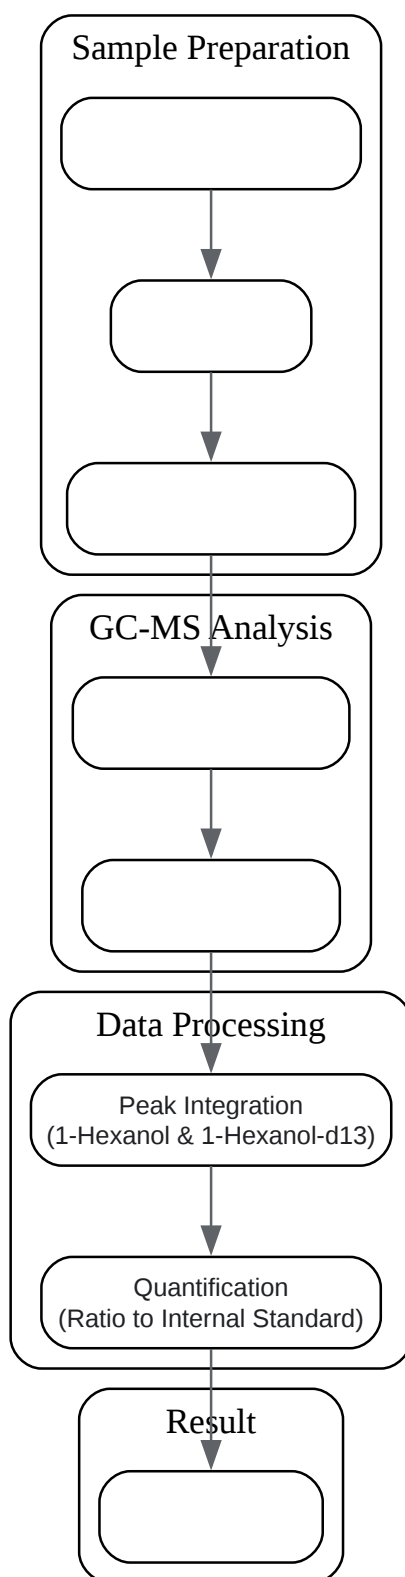 Sample Preparation
GC-MS Analysis
Data Processing
Peak Integration
(1-Hexanol & 1-Hexanol-d13)
Quantification
(Ratio to Internal Standard)
Result